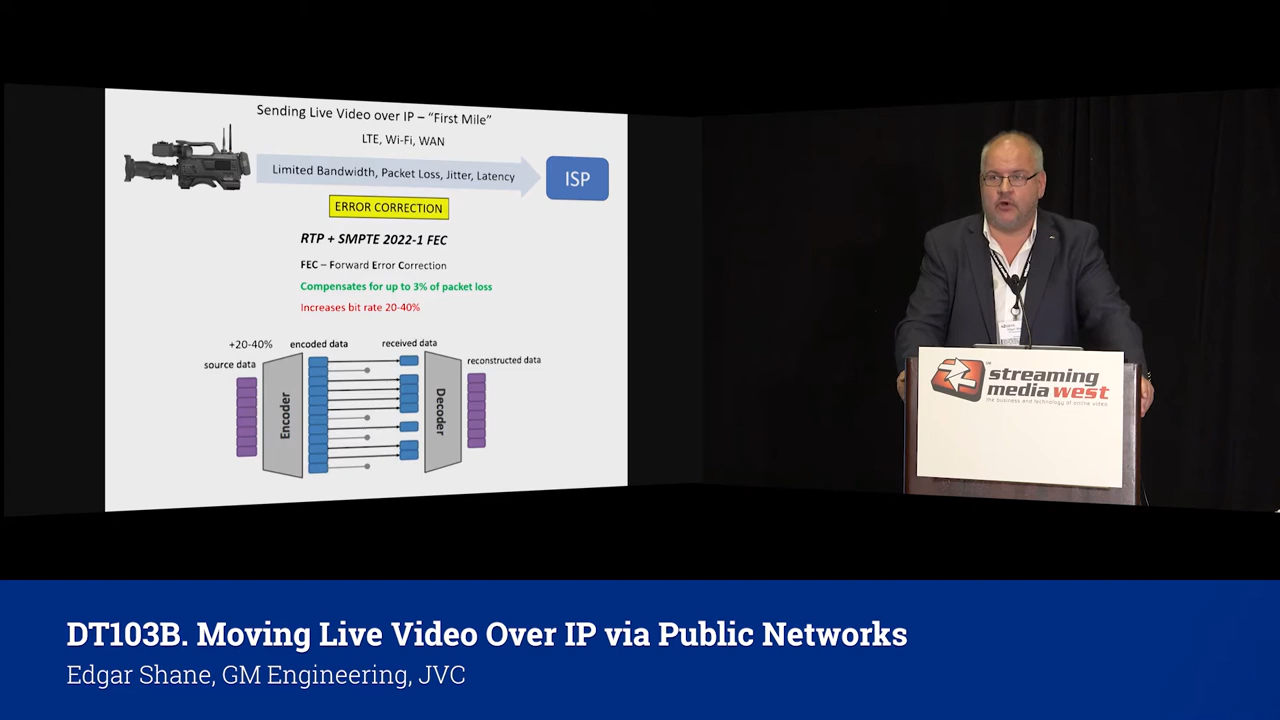 Sending Live Video over IP – “First Mile”
LTE, Wi-Fi, WAN
Limited Bandwidth, Packet Loss, Jitter, Latency
ISP
ERROR CORRECTION
RTP + SMPTE 2022-1 FEC
FEC – Forward Error Correction
Compensates for up to 3% of packet loss
Increases bit rate 20-40%
+20-40%
encoded data
received data
source data
reconstructed data
Encoder
Decoder
streaming
media west
the business and technology of online video
DT103B. Moving Live Video Over IP via Public Networks
Edgar Shane, GM Engineering, JVC